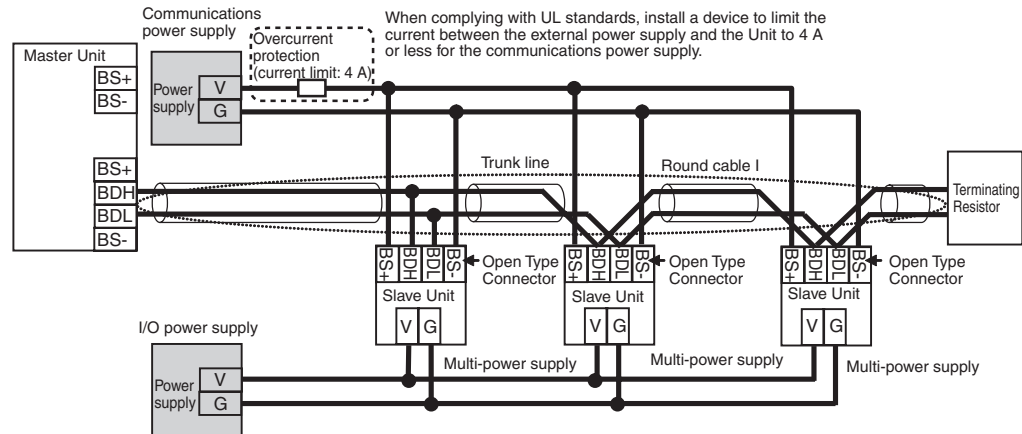 Communications
power supply
When complying with UL standards, install a device to limit the
current between the external power supply and the Unit to 4 A
or less for the communications power supply.
Overcurrent
protection
(current limit: 4 A)
Master Unit
BS+
BS-
Power
supply
V
G
BS+
BDH
BDL
BS-
Trunk line
Round cable I
Terminating
Resistor
BS+
BDH
BDL
BS-
Open Type
Connector
Slave Unit
V
G
BS+
BDH
BDL
BS-
Open Type
Connector
Slave Unit
V
G
BS+
BDH
BDL
BS-
Open Type
Connector
Slave Unit
V
G
I/O power supply
Power
supply
V
G
Multi-power supply
Multi-power supply
Multi-power supply